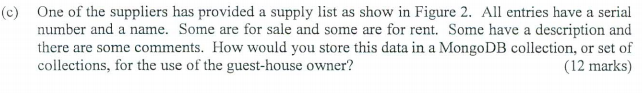 (c) One of the suppliers has provided a supply list as show in Figure 2. All entries have a serial
number and a name. Some are for sale and some are for rent. Some have a description and
there are some comments. How would you store this data in a MongoDB collection, or set of
collections, for the use of the guest-house owner? (12 marks)